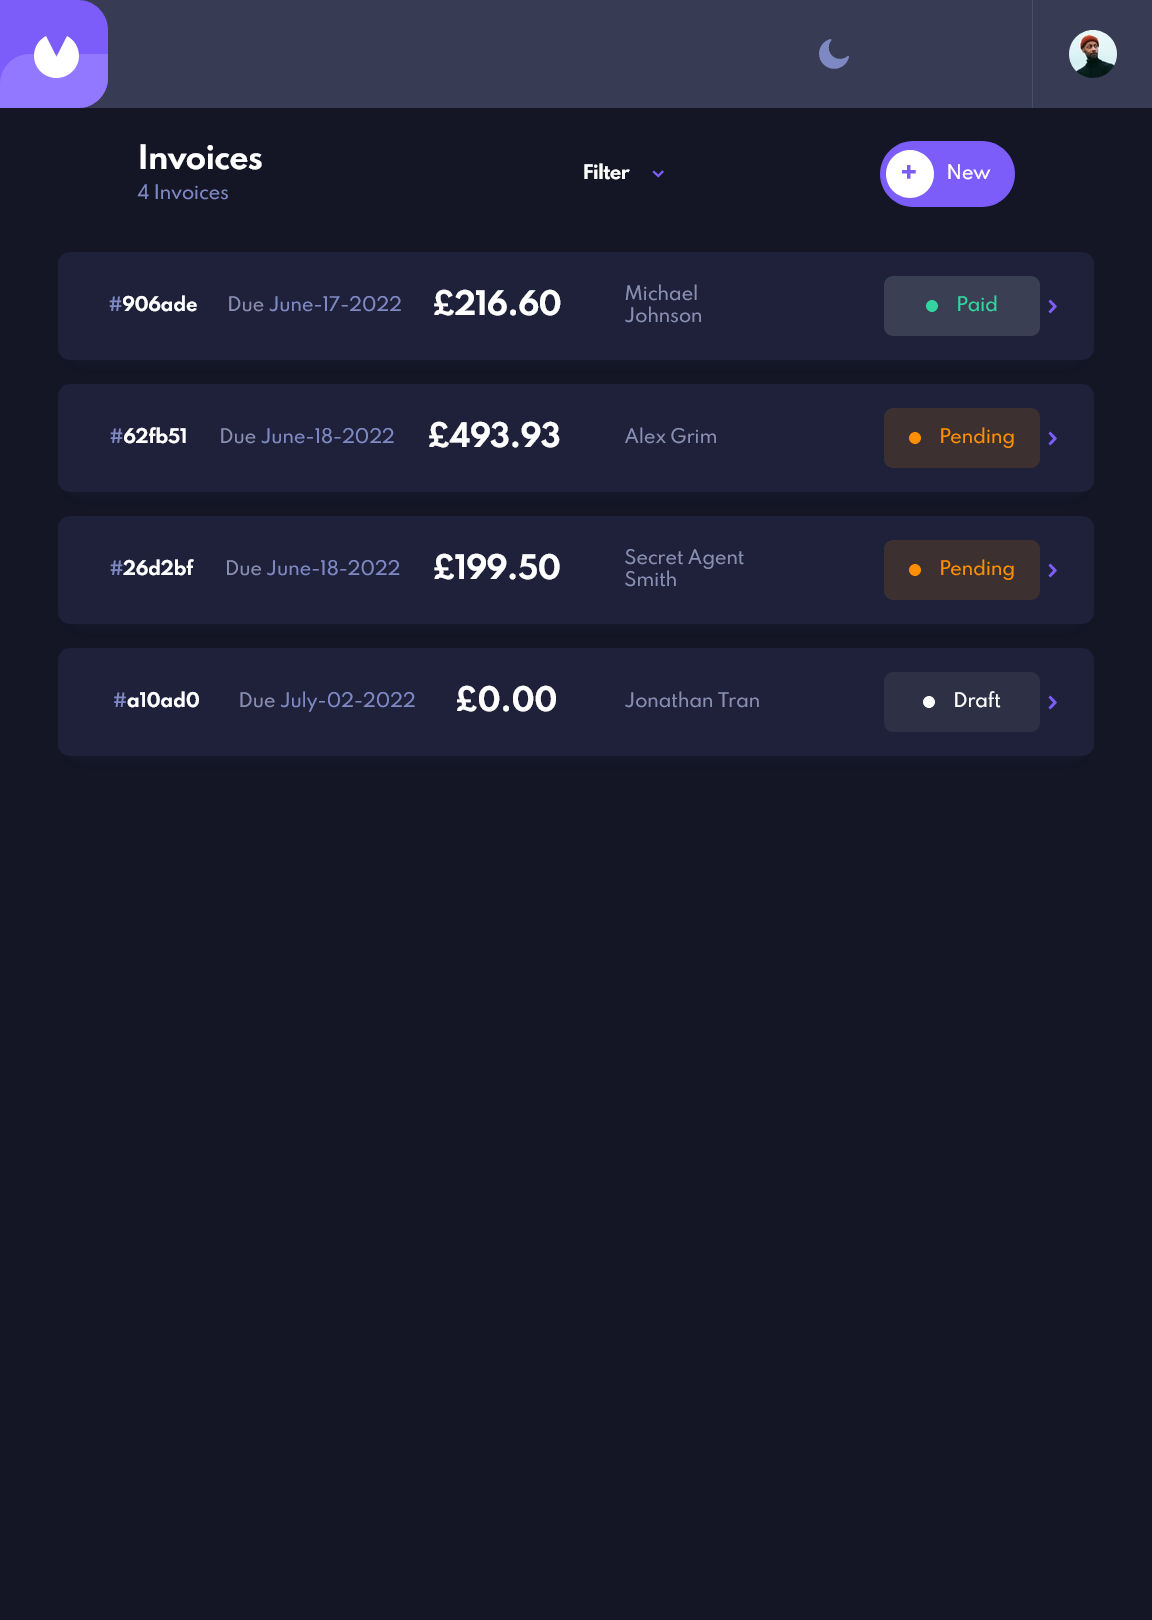 Invoices
4 Invoices
Filter
+ New
#906ade Due June-17-2022 £216.60 Michael
Johnson
Paid
#62fb51 Due June-18-2022 £493.93 Alex Grim Pending
#26d2bf Due June-18-2022 £199.50 Secret Agent
Smith
Pending
#a10ad0 Due July-02-2022 £0.00 Jonathan Tran Draft